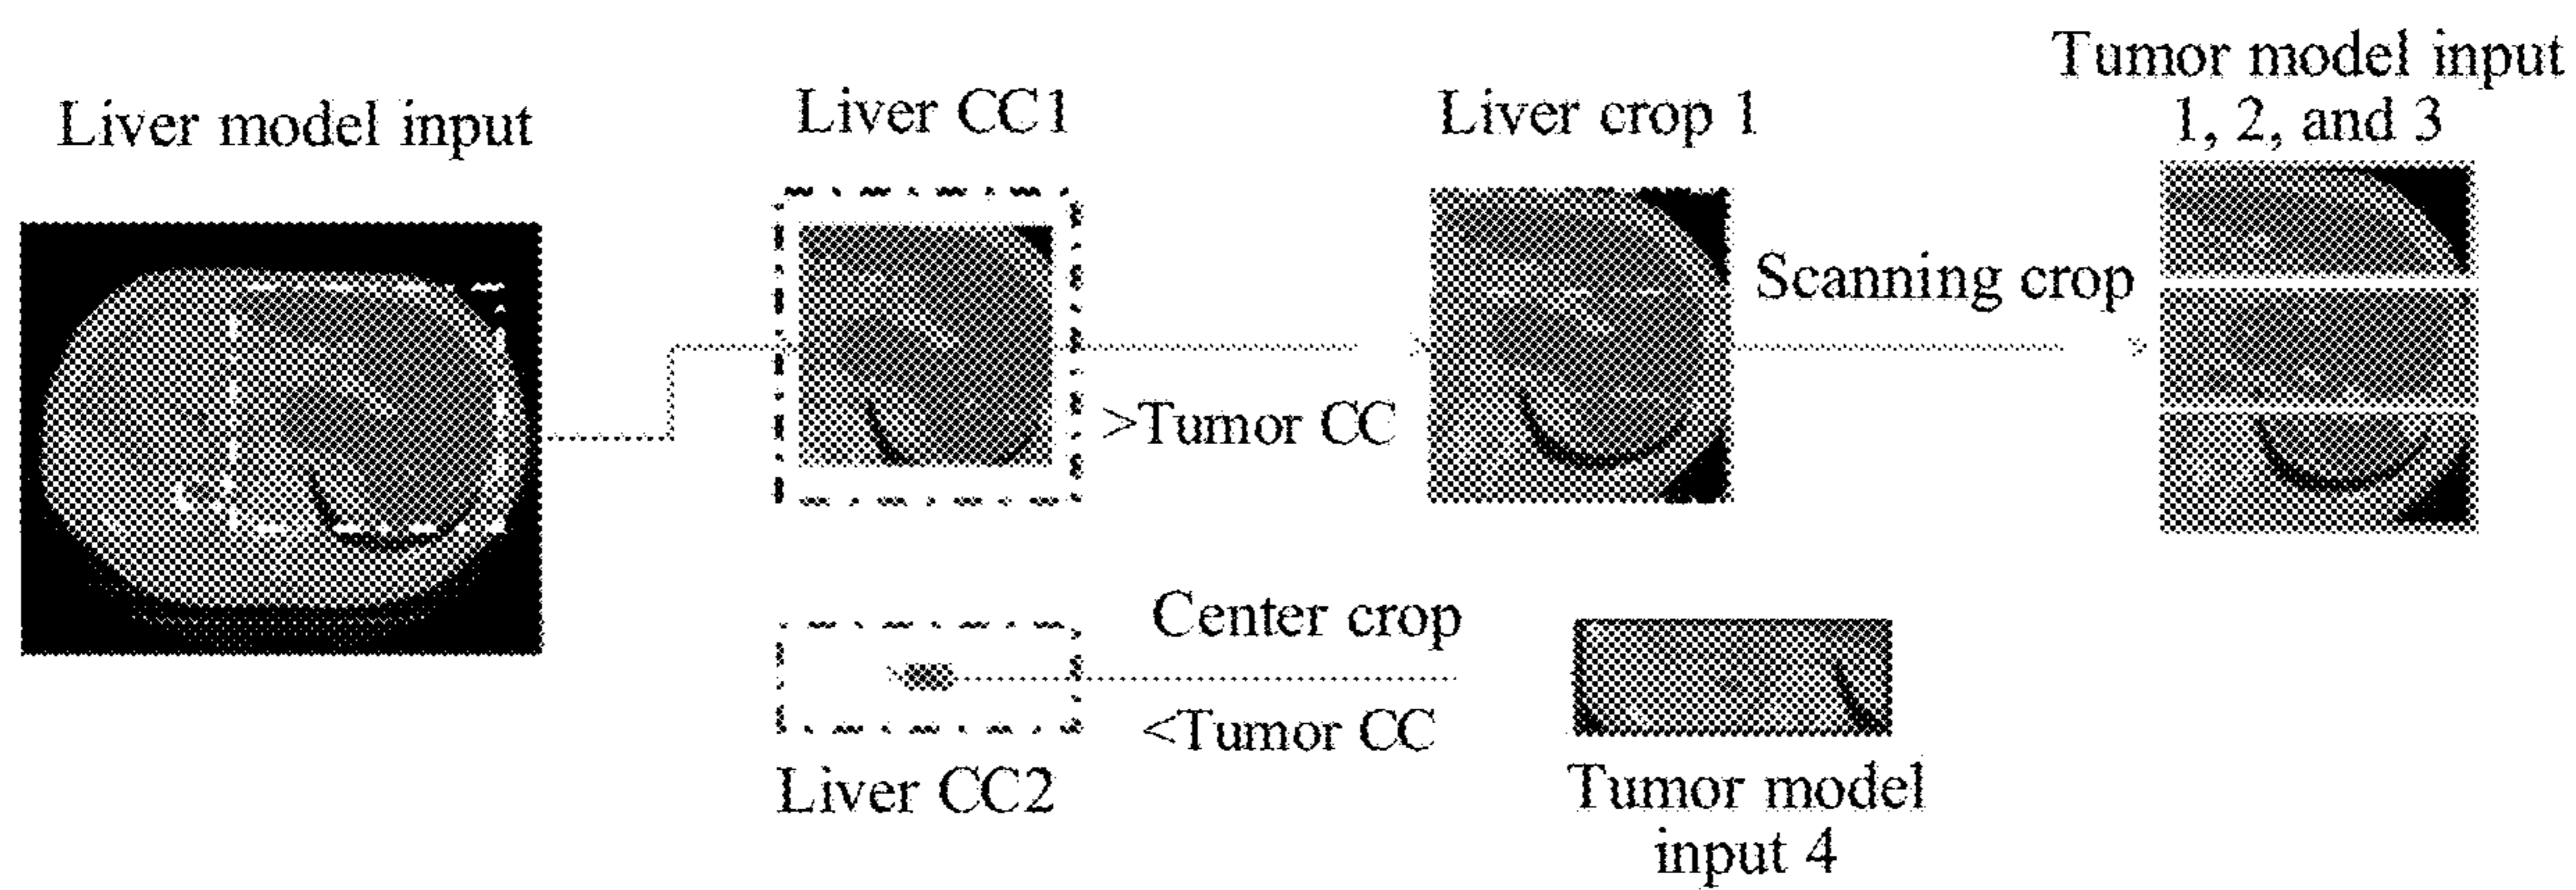 Liver model input
Liver CC1
Liver crop 1
Tumor model input
1, 2, and 3
Scanning crop
>Tumor CC
Center crop
<Tumor CC
Liver CC2
Tumor model
input 4